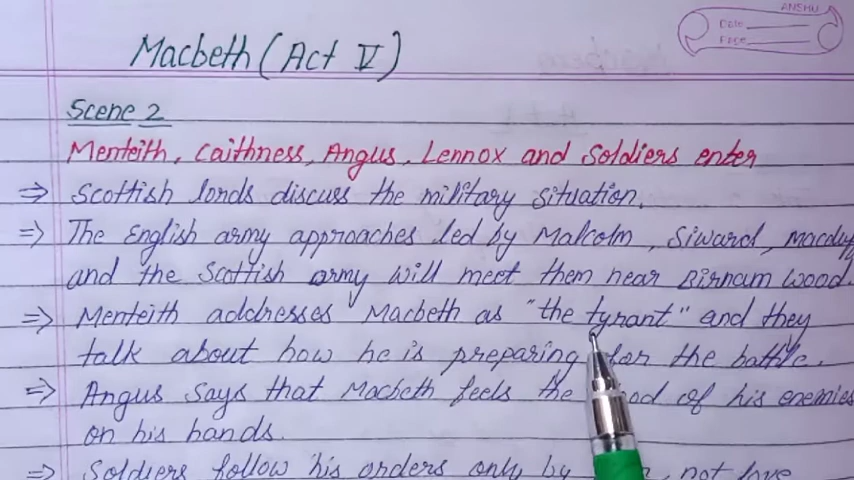 ANSHU
Date
Page
Macbeth (Act V)
Scene 2
Menteith, Caithness, Angus, Lennox and Soldiers enter
⇒ Scottish lords discuss the military situation.
⇒ The English army approaches led by Malcolm, Siward, Macduff
and the Scottish army will meet them near Birnam Wood.
⇒ Menteith addresses Macbeth as "the tyrant" and they
talk about how he is preparing for the battle.
⇒ Angus says that Macbeth feels the of his enemies
on his hands.
⇒ Soldiers follow his orders only by not love